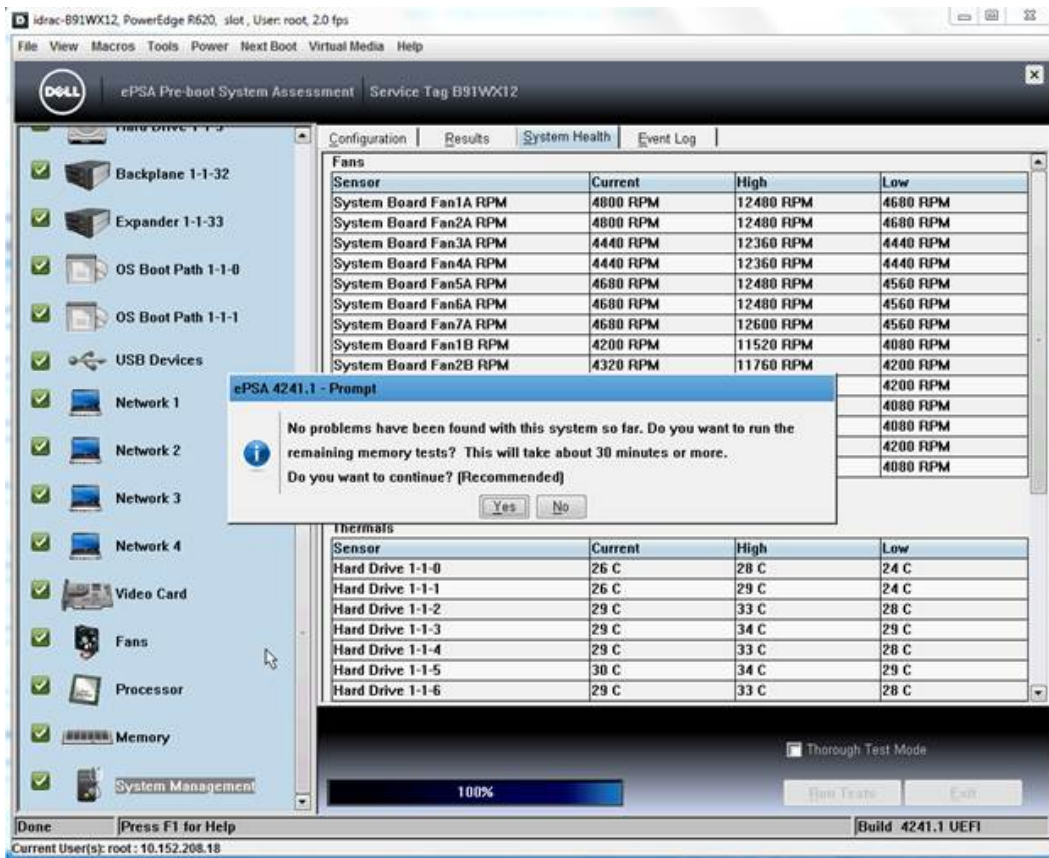 idrac-B91WX12, PowerEdge R620, slot , User: root, 2.0 fps
File View Macros Tools Power Next Boot Virtual Media Help
DELL
ePSA Pre-boot System Assessment Service Tag B91WX12
Configuration Results System Health Event Log
Backplane 1-1-32
Expander 1-1-33
OS Boot Path 1-1-0
OS Boot Path 1-1-1
USB Devices
Network 1
Network 2
Network 3
Network 4
Video Card
Fans
Processor
Memory
System Management
Fans
Sensor Current High Low
System Board Fan1A RPM 4800 RPM 12480 RPM 4680 RPM
System Board Fan2A RPM 4800 RPM 12480 RPM 4680 RPM
System Board Fan3A RPM 4440 RPM 12360 RPM 4440 RPM
System Board Fan4A RPM 4440 RPM 12360 RPM 4440 RPM
System Board Fan5A RPM 4680 RPM 12480 RPM 4560 RPM
System Board Fan6A RPM 4680 RPM 12480 RPM 4560 RPM
System Board Fan7A RPM 4680 RPM 12600 RPM 4560 RPM
System Board Fan1B RPM 4200 RPM 11520 RPM 4080 RPM
System Board Fan2B RPM 4320 RPM 11760 RPM 4200 RPM
4200 RPM
4080 RPM
4080 RPM
4200 RPM
4080 RPM
ePSA 4241.1 - Prompt
No problems have been found with this system so far. Do you want to run the
remaining memory tests? This will take about 30 minutes or more.
Do you want to continue? (Recommended)
Yes No
Thermals
Sensor Current High Low
Hard Drive 1-1-0 26 C 28 C 24 C
Hard Drive 1-1-1 26 C 29 C 24 C
Hard Drive 1-1-2 29 C 33 C 28 C
Hard Drive 1-1-3 29 C 34 C 29 C
Hard Drive 1-1-4 29 C 33 C 28 C
Hard Drive 1-1-5 30 C 34 C 29 C
Hard Drive 1-1-6 29 C 33 C 28 C
Thorough Test Mode
100%
Run Tests Exit
Done Press F1 for Help Build 4241.1 UEFI
Current User(s): root : 10.152.208.18